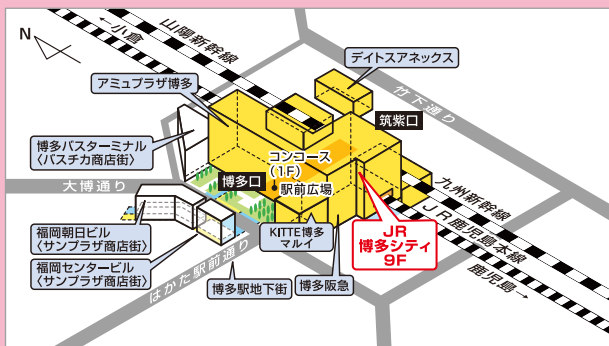 N
←小倉
山陽新幹線
デイトスアネックス
アミュプラザ博多
竹下通り
筑紫口
博多バスターミナル
〈バスチカ商店街〉
コンコース
(1F)
大博通り
博多口
駅前広場
九州新幹線
JR鹿児島本線
鹿児島→
福岡朝日ビル
〈サンプラザ商店街〉
KITTE博多
マルイ
JR
博多シティ
9F
福岡センタービル
〈サンプラザ商店街〉
はかた駅前通り
博多駅地下街
博多阪急